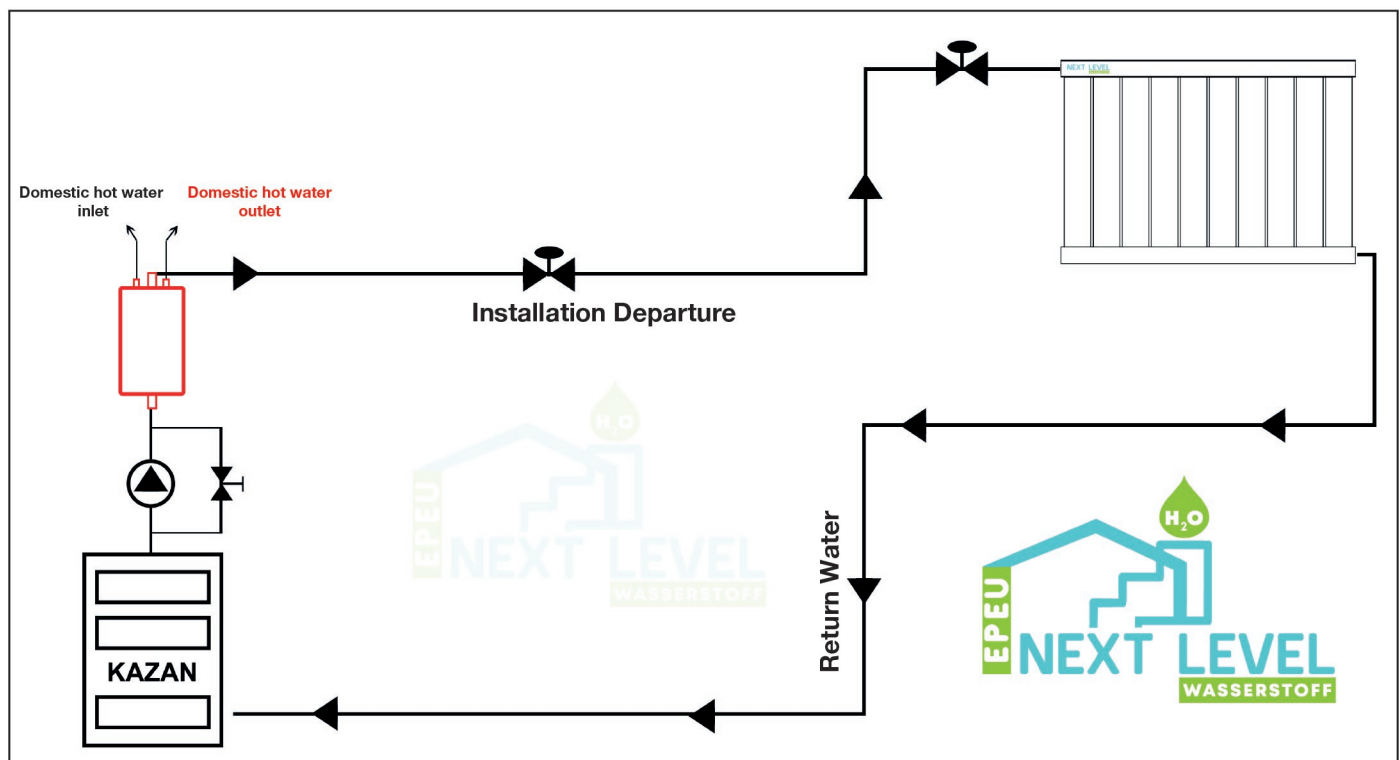 NEXT LEVEL
Domestic hot water
inlet
Domestic hot water
outlet
Installation Departure
H₂O
EPEU
NEXT LEVEL
WASSERSTOFF
Return Water
H₂O
EPEU
NEXT LEVEL
WASSERSTOFF
KAZAN